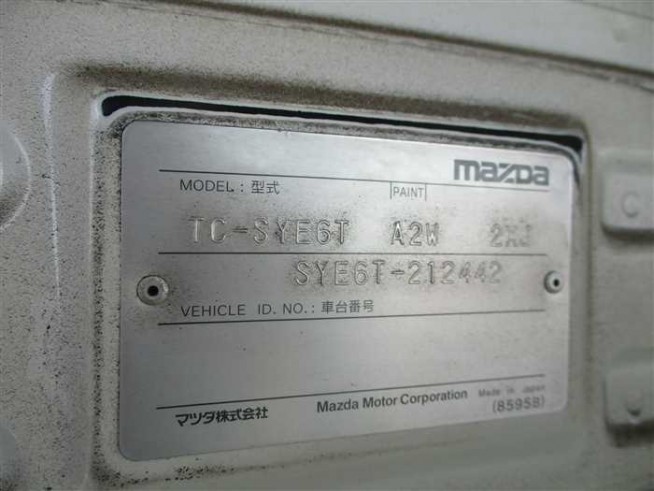 mazda
MODEL : 型式 PAINT
TC-SYE6T A2W 2XJ
SYE6T-212442
VEHICLE ID. NO. : 車台番号
マツダ株式会社 Mazda Motor Corporation Made in Japan
(8595B)
C
C